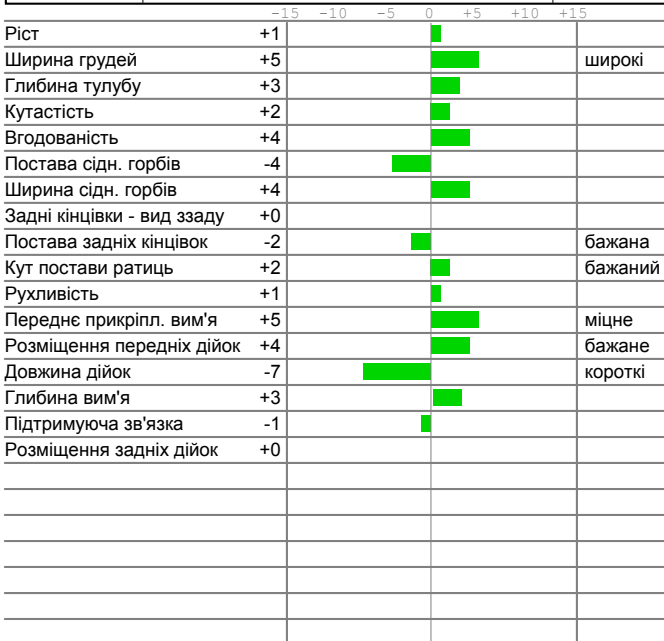 -15 -10 -5 0 +5 +10 +15
Ріст +1
Ширина грудей +5 широкі
Глибина тулубу +3
Кутастість +2
Вгодованість +4
Постава сідн. горбів -4
Ширина сідн. горбів +4
Задні кінцівки - вид ззаду +0
Постава задніх кінцівок -2 бажана
Кут постави ратиць +2 бажаний
Рухливість +1
Переднє прикріпл. вим'я +5 міцне
Розміщення передніх дійок +4 бажане
Довжина дійок -7 короткі
Глибина вим'я +3
Підтримуюча зв'язка -1
Розміщення задніх дійок +0